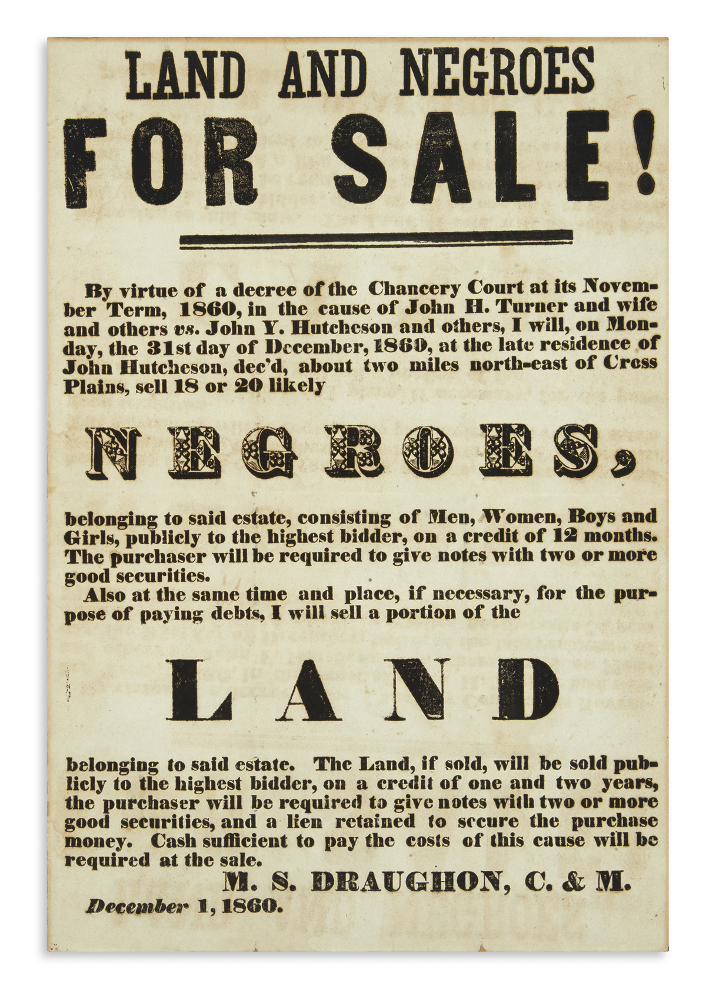 LAND AND NEGROES
FOR SALE!
By virtue of a decree of the Chancery Court at its Novem-
ber Term, 1860, in the cause of John H. Turner and wife
and others vs. John Y. Hutcheson and others, I will, on Mon-
day, the 31st day of December, 1860, at the late residence of
John Hutcheson, dec'd, about two miles north-east of Cross
Plains, sell 18 or 20 likely
NEGROES,
belonging to said estate, consisting of Men, Women, Boys and
Girls, publicly to the highest bidder, on a credit of 12 months.
The purchaser will be required to give notes with two or more
good securities.
Also at the same time and place, if necessary, for the pur-
pose of paying debts, I will sell a portion of the
LAND
belonging to said estate. The Land, if sold, will be sold pub-
licly to the highest bidder, on a credit of one and two years,
the purchaser will be required to give notes with two or more
good securities, and a lien retained to secure the purchase
money. Cash sufficient to pay the costs of this cause will be
required at the sale.
M. S. DRAUGHON, C. & M.
December 1, 1860.